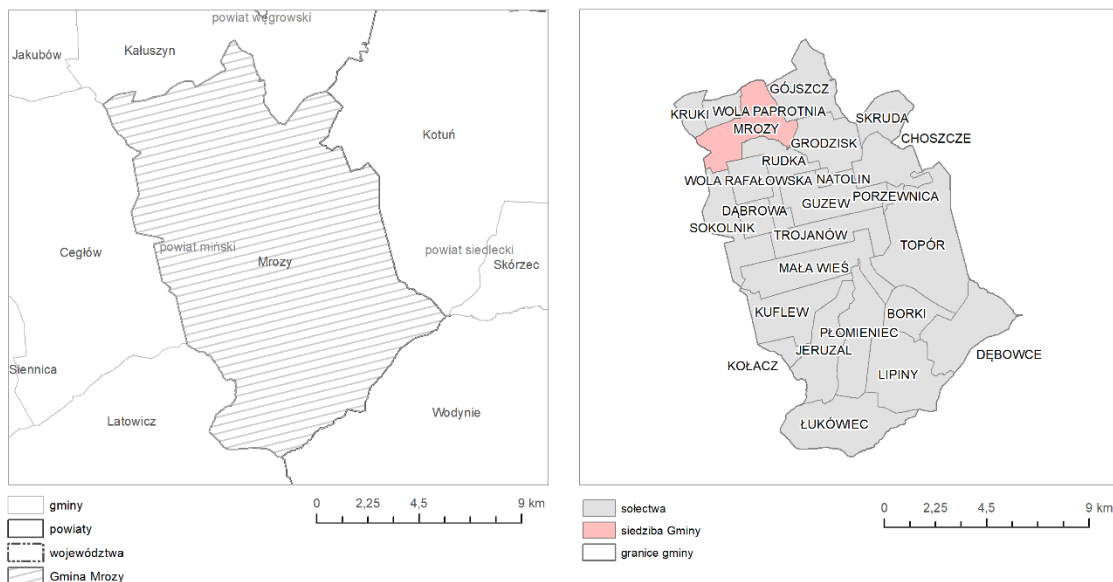 powiat węgrowski
Jakubów
Kałuszyn
Kotuń
Cegłów
powiat miński
Mrozy
powiat siedlecki
Skórzec
Siennica
Latowicz
Wodynie
gminy
powiaty
województwa
Gmina Mrozy
0 2,25 4,5 9 km
GÓJSZCZ
KRUKI
WOLA PAPROTNIA
SKRUDA
MROZY
CHOSZCZE
GRODZISK
RUDKA
WOLA RAFAŁOWSKA
NATOLIN
PORZEWNICA
GUZEW
DĄBROWA
SOKOLNIK
TROJANÓW
TOPÓR
MAŁA WIEŚ
KUFLEW
BORKI
PŁOMIENIEC
JERUZAL
DĘBOWCE
KOŁACZ
LIPINY
ŁUKÓWIEC
sołectwa
siedziba Gminy
granice gminy
0 2,25 4,5 9 km